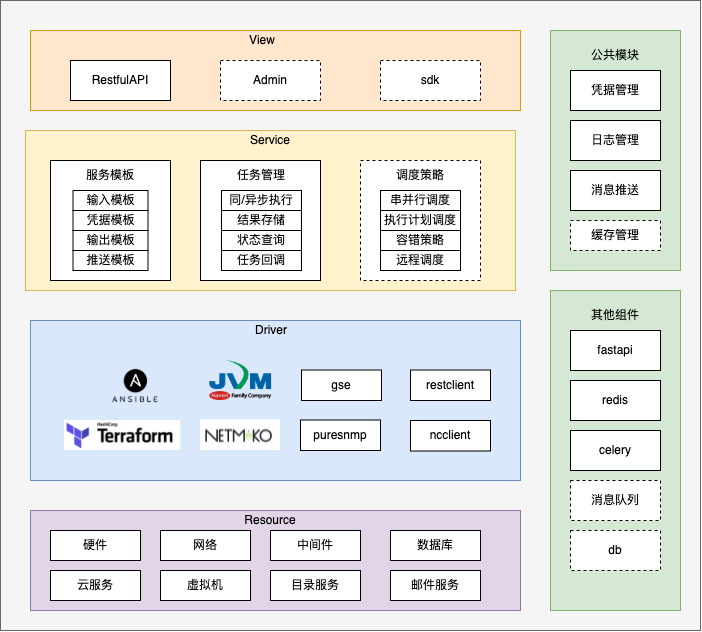 View
RestfulAPI
Admin
sdk
Service
服务模板
输入模板
凭据模板
输出模板
推送模板
任务管理
同/异步执行
结果存储
状态查询
任务回调
调度策略
串并行调度
执行计划调度
容错策略
远程调度
Driver
ANSIBLE
JVM
Family Company
gse
restclient
HashiCorp
Terraform
NETMIKO
puresnmp
ncclient
Resource
硬件
网络
中间件
数据库
云服务
虚拟机
目录服务
邮件服务
公共模块
凭据管理
日志管理
消息推送
缓存管理
其他组件
fastapi
redis
celery
消息队列
db